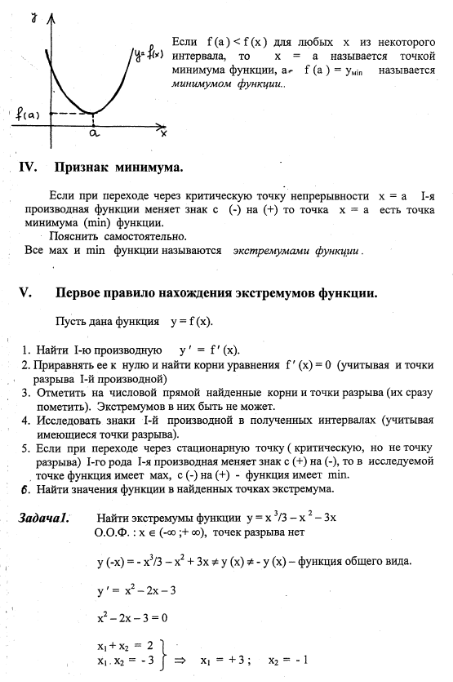 y
y = f(x)
f(a)
a
x
Если f (a) < f (x) для любых x из некоторого
интервала, то x = a называется точкой
минимума функции, а- f (a) = yмин называется
минимумом функции..
IV. Признак минимума.
Если при переходе через критическую точку непрерывности x = a I-я
производная функции меняет знак с (-) на (+) то точка x = a есть точка
минимума (min) функции.
Пояснить самостоятельно.
Все мах и min функции называются экстремумами функции.
V. Первое правило нахождения экстремумов функции.
Пусть дана функция y = f (x).
1. Найти I-ю производную y ′ = f ′ (x).
2. Приравнять ее к нулю и найти корни уравнения f ′ (x) = 0 (учитывая и точки
разрыва I-й производной)
3. Отметить на числовой прямой найденные корни и точки разрыва (их сразу
пометить). Экстремумов в них быть не может.
4. Исследовать знаки I-й производной в полученных интервалах (учитывая
имеющиеся точки разрыва).
5. Если при переходе через стационарную точку ( критическую, но не точку
разрыва) I-го рода I-я производная меняет знак с (+) на (-), то в исследуемой
точке функция имеет мах, с (-) на (+) - функция имеет min.
6. Найти значения функции в найденных точках экстремума.
Задача1. Найти экстремумы функции y = x ³/3 – x ² – 3x
О.О.Ф. : x ∈ (-∞ ;+ ∞), точек разрыва нет
y (-x) = - x³/3 – x² + 3x ≠ y (x) ≠ - y (x) – функция общего вида.
y ′ = x² – 2x – 3
x² – 2x – 3 = 0
x₁ + x₂ = 2
x₁ . x₂ = - 3 } ⇒ x₁ = + 3 ; x₂ = - 1